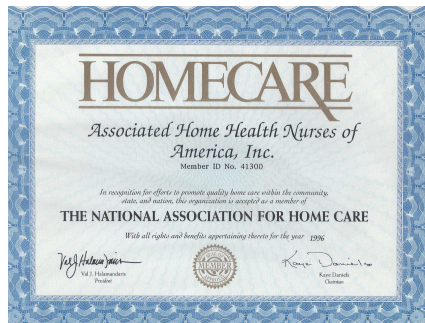 HOMECARE
Associated Home Health Nurses of
America, Inc.
Member ID No. 41300
In recognition for efforts to promote quality home care within the community,
state, and nation, this organization is accepted as a member of
THE NATIONAL ASSOCIATION FOR HOME CARE
With all rights and benefits appertaining thereto for the year 1996
Val J. Halamandaris
President
MEMBER
Kaye Daniels
Kaye Daniels
Chairman